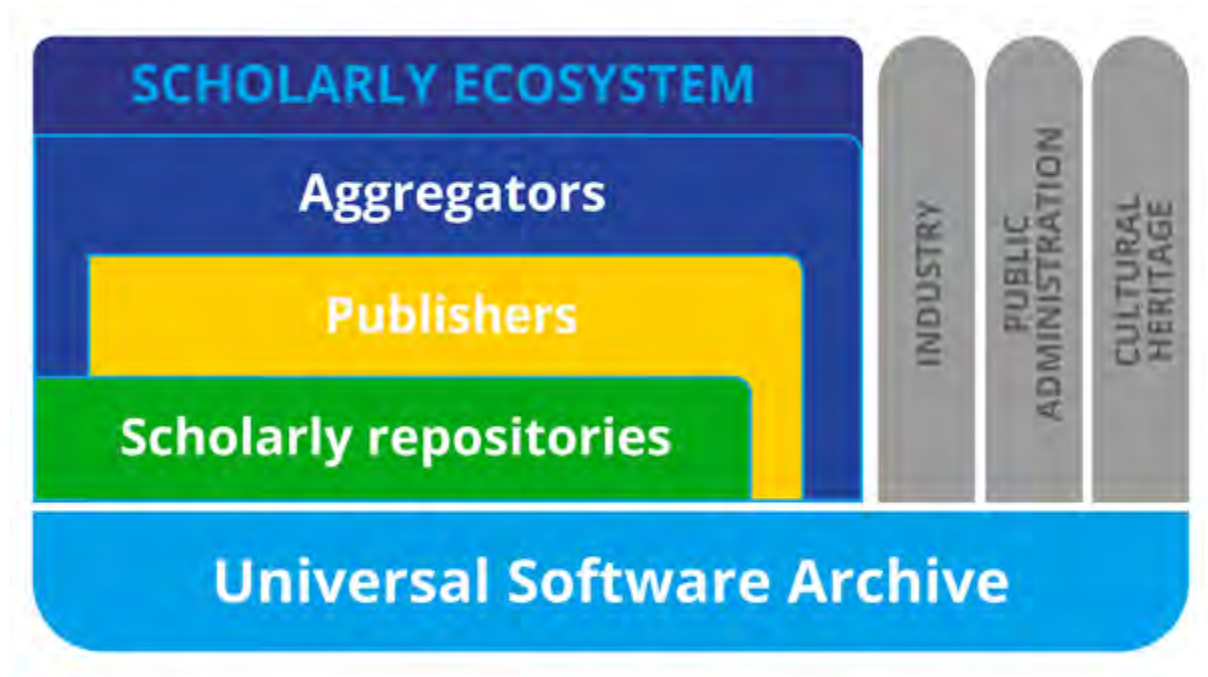 SCHOLARLY ECOSYSTEM
Aggregators
Publishers
Scholarly repositories
INDUSTRY
PUBLIC
ADMINISTRATION
CULTURAL
HERITAGE
Universal Software Archive